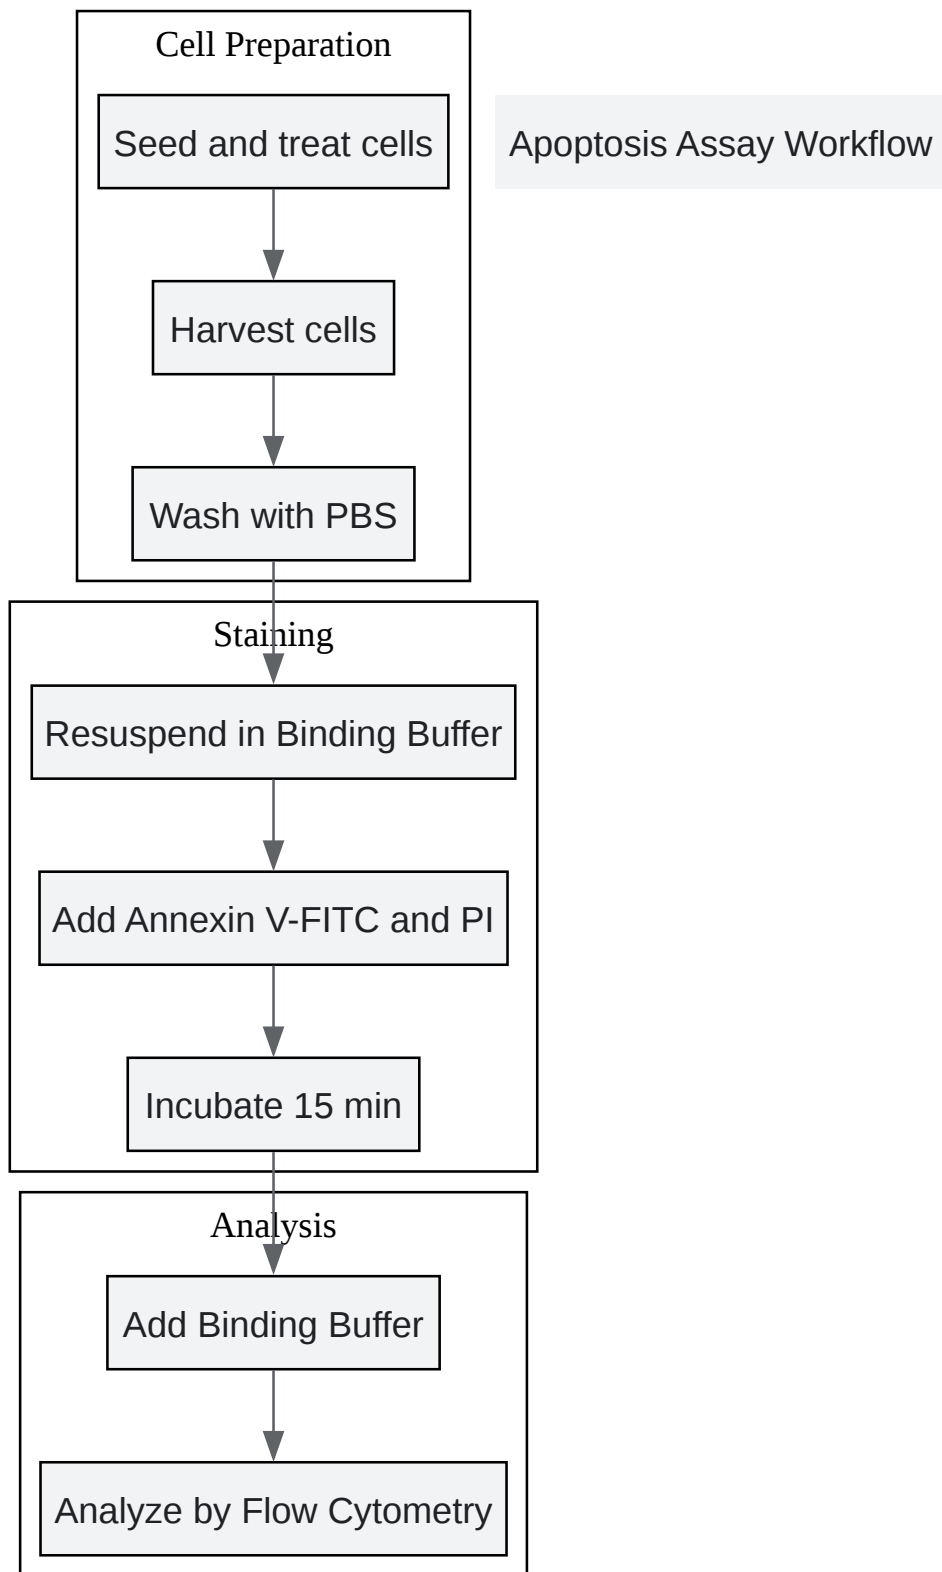 Cell Preparation
Seed and treat cells
Apoptosis Assay Workflow
Harvest cells
Wash with PBS
Staining
Resuspend in Binding Buffer
Add Annexin V-FITC and PI
Incubate 15 min
Analysis
Add Binding Buffer
Analyze by Flow Cytometry